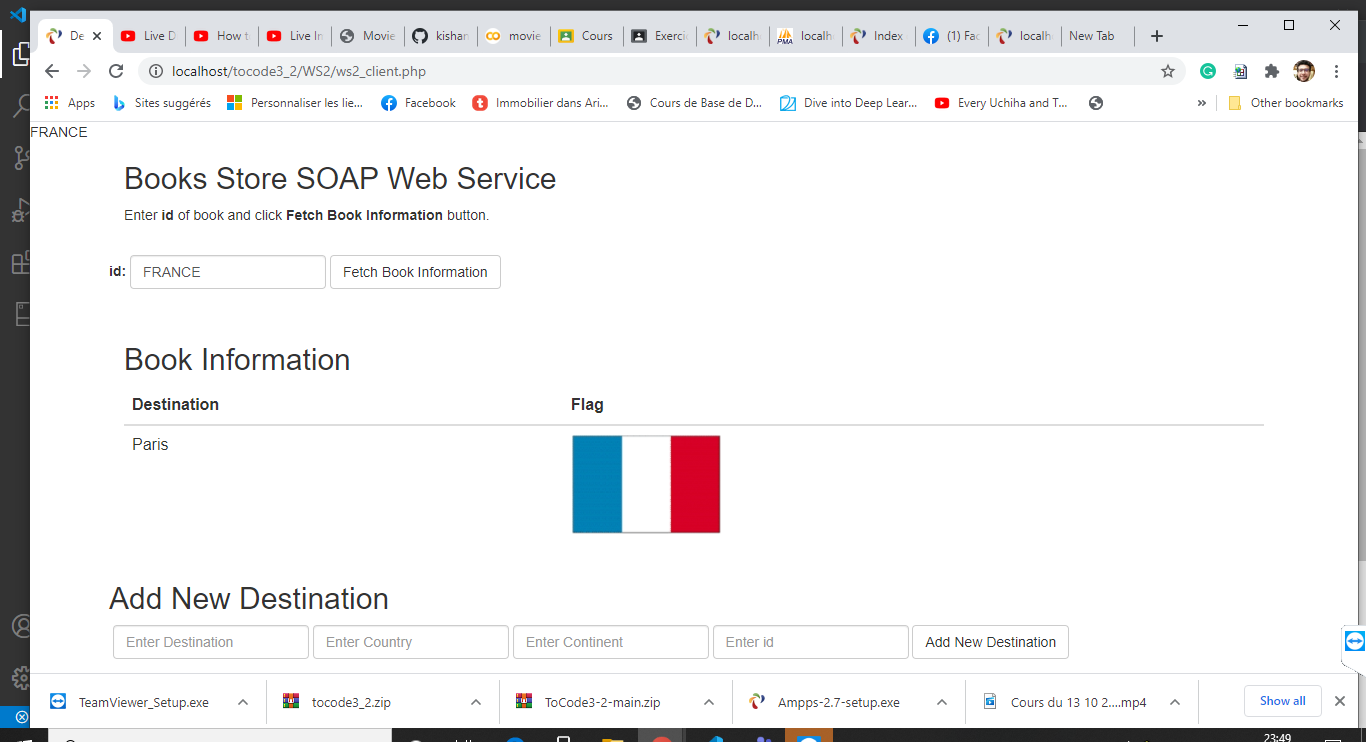 De
Live D
How t
Live In
Movie
kishan
movie
Cours
Exerci
localh
localh
Index
(1) Fac
localh
New Tab
localhost/tocode3_2/WS2/ws2_client.php
Apps
Sites suggérés
Personnaliser les lie...
Facebook
Immobilier dans Ari...
Cours de Base de D...
Dive into Deep Lear...
Every Uchiha and T...
»
Other bookmarks
FRANCE
Books Store SOAP Web Service
Enter id of book and click Fetch Book Information button.
id: FRANCE Fetch Book Information
Book Information
Destination Flag
Paris
Add New Destination
Enter Destination Enter Country Enter Continent Enter id Add New Destination
TeamViewer_Setup.exe
tocode3_2.zip
ToCode3-2-main.zip
Ampps-2.7-setup.exe
Cours du 13 10 2....mp4
Show all
23:49